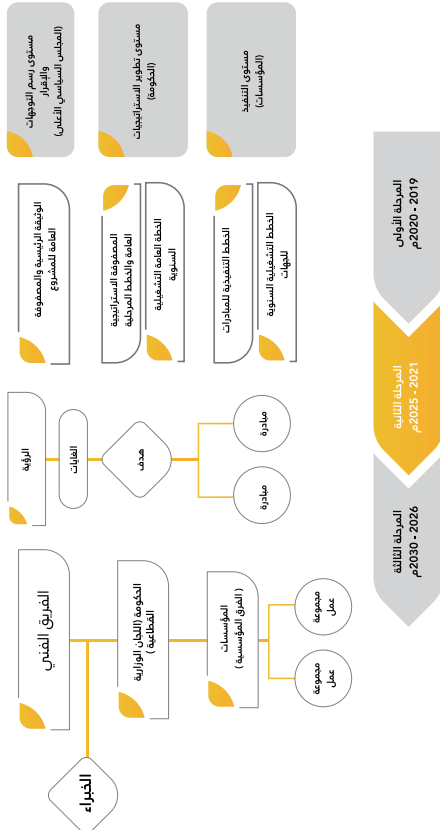 مستوى رسم التوجهات
والإقرار
(المجلس السياسي الأعلى)
مستوى تطوير الاستراتيجيات
(الحكومة)
مستوى التنفيذ
(المؤسسات)
الوثيقة الرئيسية والمصفوفة
العامة للمشروع
المصفوفة الاستراتيجية
العامة والخطط المرحلية
الخطة العامة التشغيلية
السنوية
الخطط التنفيذية للمبادرات
الخطط التشغيلية السنوية
للجهات
الرؤية
الغايات
هدف
مبادرة
مبادرة
الفريق الفني
الخبراء
الحكومة (اللجان الوزارية
القطاعية )
المؤسسات
( الفرق المؤسسية )
مجموعة
عمل
مجموعة
عمل
المرحلة الأولى
2019 - 2020م
المرحلة الثانية
2021 - 2025م
المرحلة الثالثة
2026 - 2030م